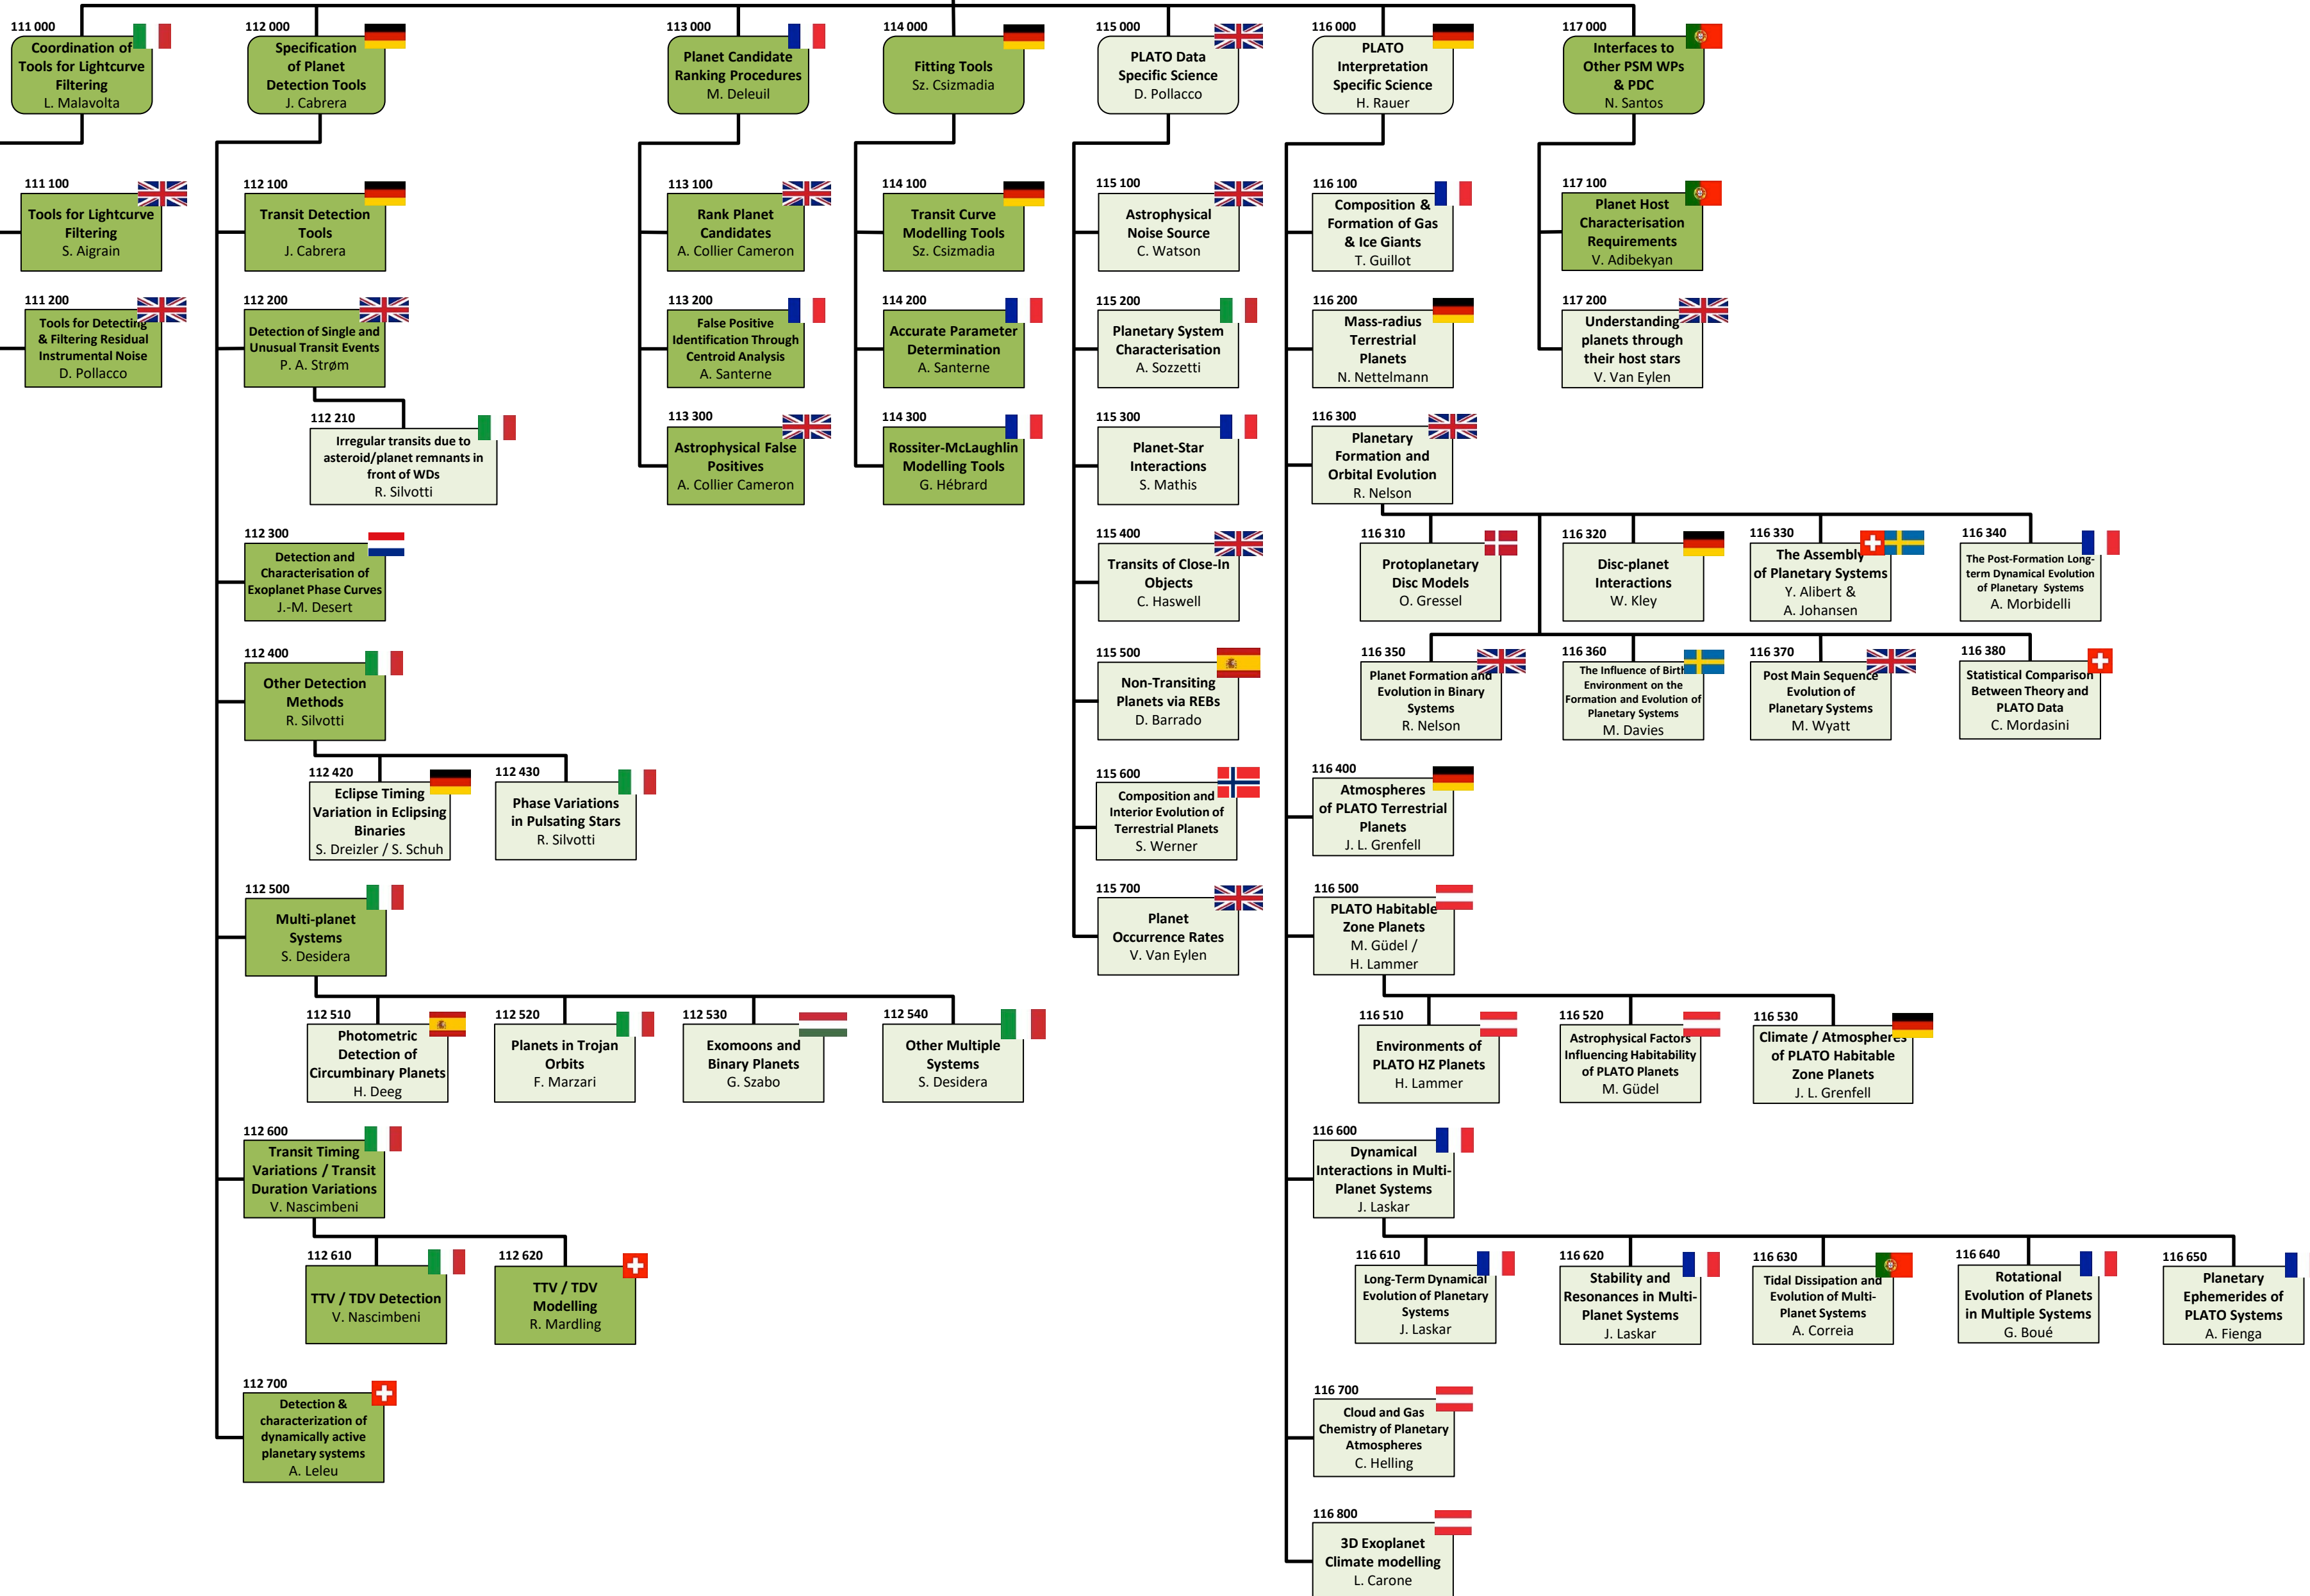 111 000
Coordination of
Tools for Lightcurve
Filtering
L. Malavolta
112 000
Specification
of Planet
Detection Tools
J. Cabrera
113 000
Planet Candidate
Ranking Procedures
M. Deleuil
114 000
Fitting Tools
Sz. Csizmadia
115 000
PLATO Data
Specific Science
D. Pollacco
116 000
PLATO
Interpretation
Specific Science
H. Rauer
117 000
Interfaces to
Other PSM WPs
& PDC
N. Santos
111 100
Tools for Lightcurve
Filtering
S. Aigrain
111 200
Tools for Detecting
& Filtering Residual
Instrumental Noise
D. Pollacco
112 100
Transit Detection
Tools
J. Cabrera
112 200
Detection of Single and
Unusual Transit Events
P. A. Strøm
112 210
Irregular transits due to
asteroid/planet remnants in
front of WDs
R. Silvotti
112 300
Detection and
Characterisation of
Exoplanet Phase Curves
J.-M. Desert
112 400
Other Detection
Methods
R. Silvotti
112 420
Eclipse Timing
Variation in Eclipsing
Binaries
S. Dreizler / S. Schuh
112 430
Phase Variations
in Pulsating Stars
R. Silvotti
112 500
Multi-planet
Systems
S. Desidera
112 510
Photometric
Detection of
Circumbinary Planets
H. Deeg
112 520
Planets in Trojan
Orbits
F. Marzari
112 530
Exomoons and
Binary Planets
G. Szabo
112 540
Other Multiple
Systems
S. Desidera
112 600
Transit Timing
Variations / Transit
Duration Variations
V. Nascimbeni
112 610
TTV / TDV Detection
V. Nascimbeni
112 620
TTV / TDV
Modelling
R. Mardling
112 700
Detection &
characterization of
dynamically active
planetary systems
A. Leleu
113 100
Rank Planet
Candidates
A. Collier Cameron
113 200
False Positive
Identification Through
Centroid Analysis
A. Santerne
113 300
Astrophysical False
Positives
A. Collier Cameron
114 100
Transit Curve
Modelling Tools
Sz. Csizmadia
114 200
Accurate Parameter
Determination
A. Santerne
114 300
Rossiter-McLaughlin
Modelling Tools
G. Hébrard
115 100
Astrophysical
Noise Source
C. Watson
115 200
Planetary System
Characterisation
A. Sozzetti
115 300
Planet-Star
Interactions
S. Mathis
115 400
Transits of Close-In
Objects
C. Haswell
115 500
Non-Transiting
Planets via REBs
D. Barrado
115 600
Composition and
Interior Evolution of
Terrestrial Planets
S. Werner
115 700
Planet
Occurrence Rates
V. Van Eylen
116 100
Composition &
Formation of Gas
& Ice Giants
T. Guillot
116 200
Mass-radius
Terrestrial
Planets
N. Nettelmann
116 300
Planetary
Formation and
Orbital Evolution
R. Nelson
116 310
Protoplanetary
Disc Models
O. Gressel
116 320
Disc-planet
Interactions
W. Kley
116 330
The Assembly
of Planetary Systems
Y. Alibert &
A. Johansen
116 340
The Post-Formation Long-
term Dynamical Evolution
of Planetary Systems
A. Morbidelli
116 350
Planet Formation and
Evolution in Binary
Systems
R. Nelson
116 360
The Influence of Birth
Environment on the
Formation and Evolution of
Planetary Systems
M. Davies
116 370
Post Main Sequence
Evolution of
Planetary Systems
M. Wyatt
116 380
Statistical Comparison
Between Theory and
PLATO Data
C. Mordasini
116 400
Atmospheres
of PLATO Terrestrial
Planets
J. L. Grenfell
116 500
PLATO Habitable
Zone Planets
M. Güdel /
H. Lammer
116 510
Environments of
PLATO HZ Planets
H. Lammer
116 520
Astrophysical Factors
Influencing Habitability
of PLATO Planets
M. Güdel
116 530
Climate / Atmospheres
of PLATO Habitable
Zone Planets
J. L. Grenfell
116 600
Dynamical
Interactions in Multi-
Planet Systems
J. Laskar
116 610
Long-Term Dynamical
Evolution of Planetary
Systems
J. Laskar
116 620
Stability and
Resonances in Multi-
Planet Systems
J. Laskar
116 630
Tidal Dissipation and
Evolution of Multi-
Planet Systems
A. Correia
116 640
Rotational
Evolution of Planets
in Multiple Systems
G. Boué
116 650
Planetary
Ephemerides of
PLATO Systems
A. Fienga
116 700
Cloud and Gas
Chemistry of Planetary
Atmospheres
C. Helling
116 800
3D Exoplanet
Climate modelling
L. Carone
117 100
Planet Host
Characterisation
Requirements
V. Adibekyan
117 200
Understanding
planets through
their host stars
V. Van Eylen